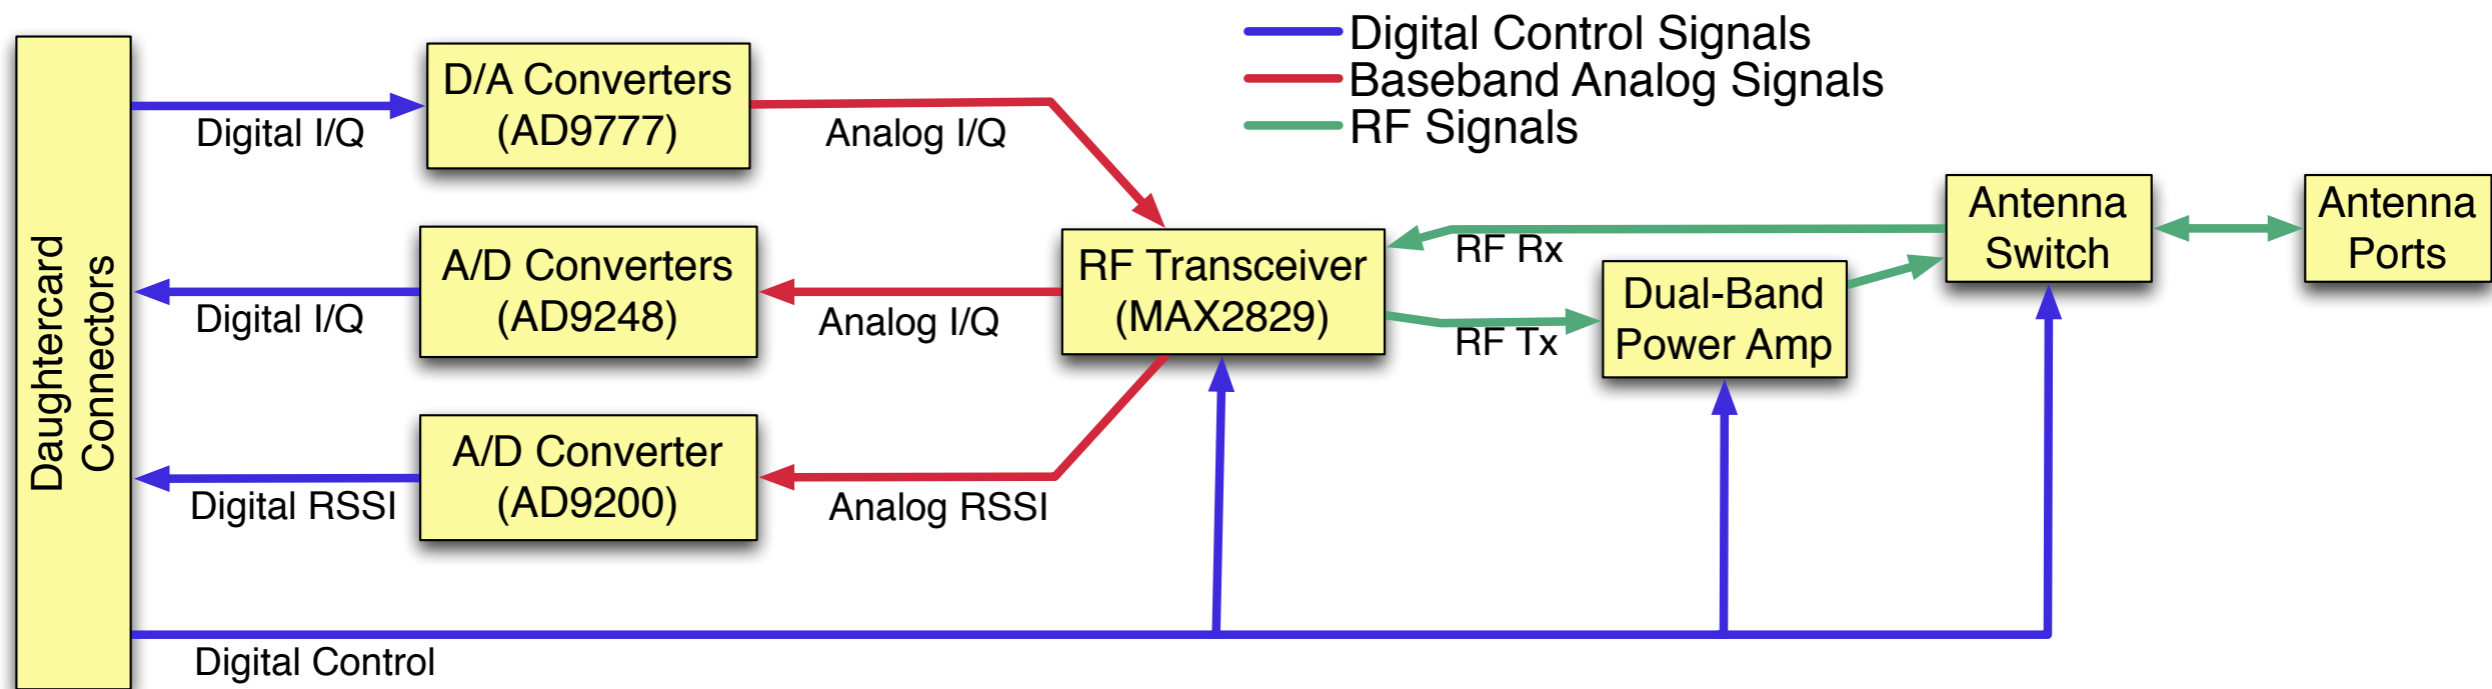 Digital Control Signals
Baseband Analog Signals
RF Signals
Daughtercard
Connectors
Digital I/Q
D/A Converters
(AD9777)
Analog I/Q
Digital I/Q
A/D Converters
(AD9248)
Analog I/Q
RF Transceiver
(MAX2829)
RF Rx
RF Tx
Dual-Band
Power Amp
Antenna
Switch
Antenna
Ports
Digital RSSI
A/D Converter
(AD9200)
Analog RSSI
Digital Control